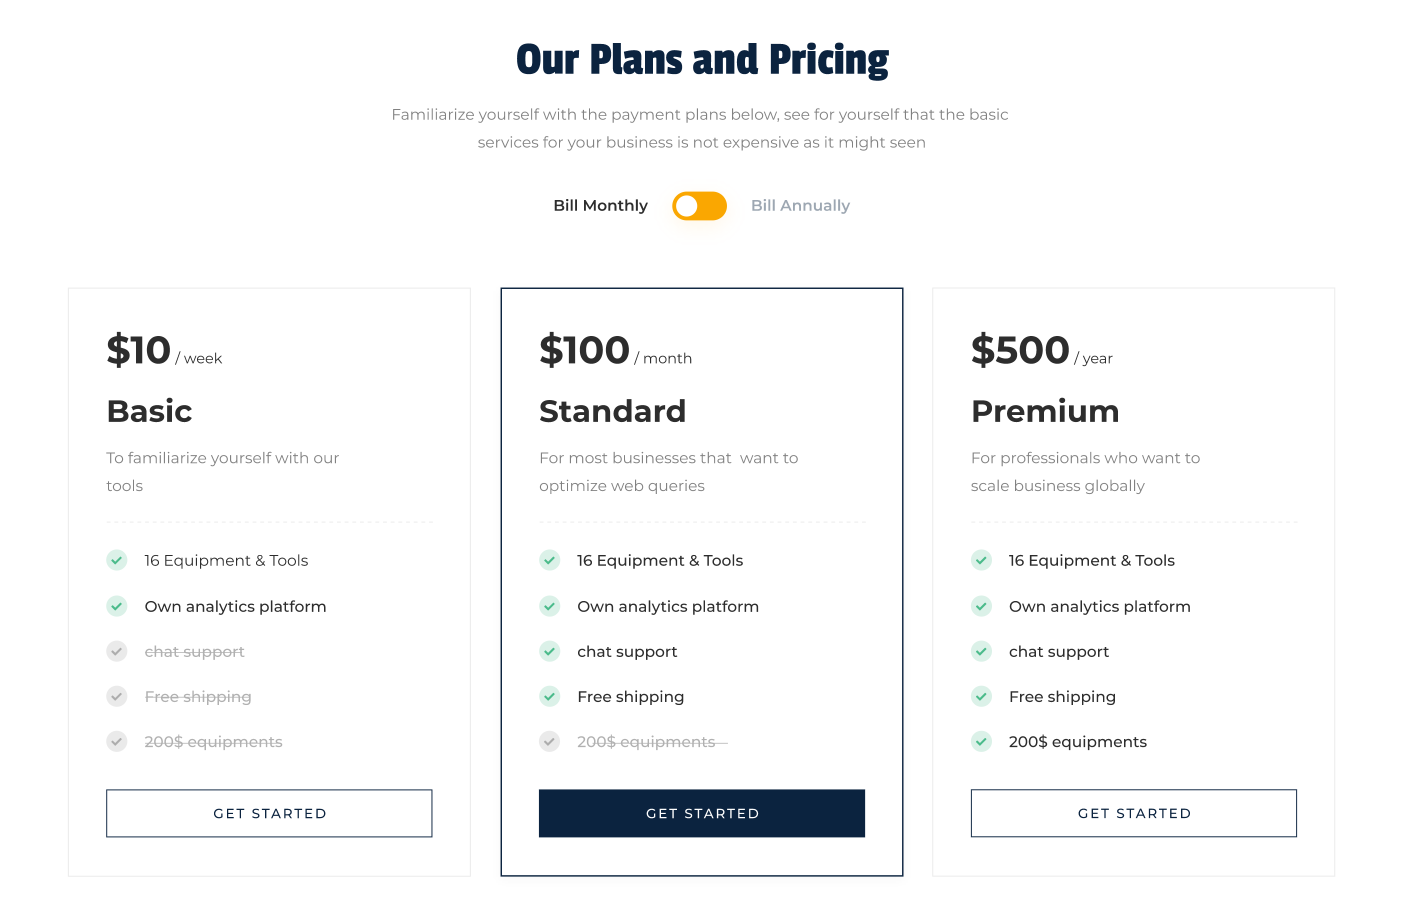 Our Plans and Pricing
Familiarize yourself with the payment plans below, see for yourself that the basic
services for your business is not expensive as it might seen
Bill Monthly
Bill Annually
$10 / week
Basic
To familiarize yourself with our
tools
16 Equipment & Tools
Own analytics platform
chat support
Free shipping
200$ equipments
GET STARTED
$100 / month
Standard
For most businesses that  want to
optimize web queries
16 Equipment & Tools
Own analytics platform
chat support
Free shipping
200$ equipments
GET STARTED
$500 / year
Premium
For professionals who want to
scale business globally
16 Equipment & Tools
Own analytics platform
chat support
Free shipping
200$ equipments
GET STARTED